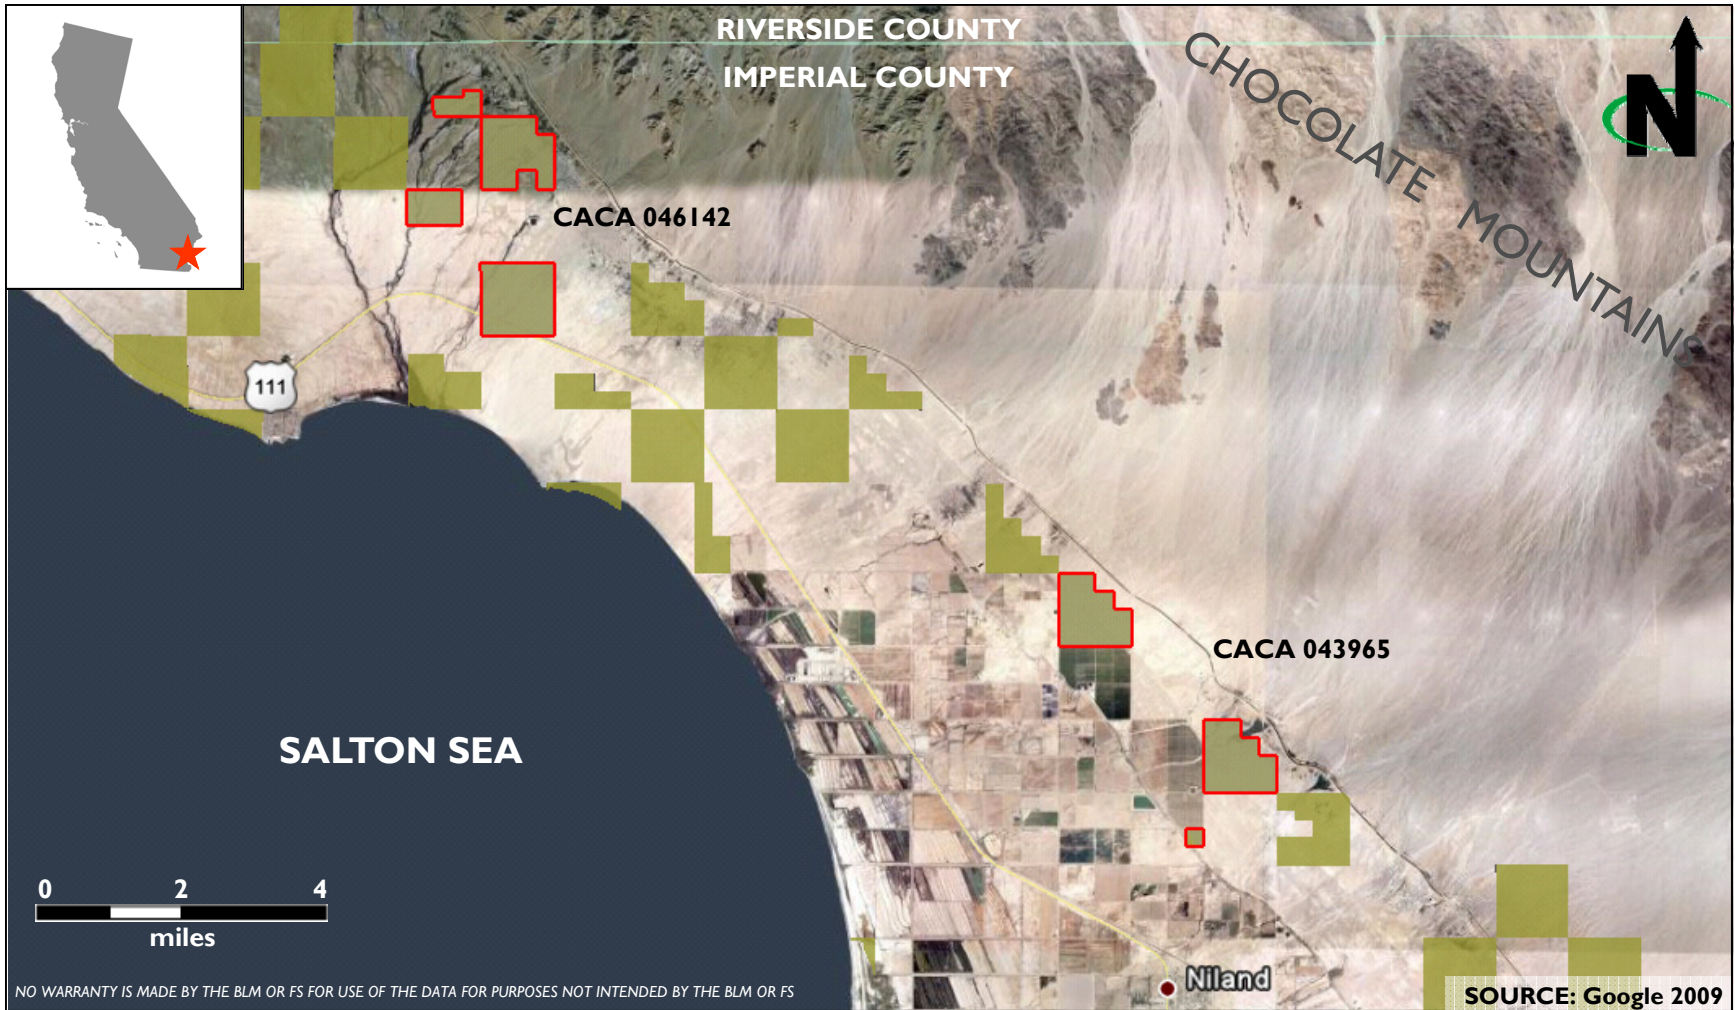 RIVERSIDE COUNTY
IMPERIAL COUNTY
CHOCOLATE MOUNTAINS
N
CACA 046142
111
CACA 043965
SALTON SEA
0 2 4
miles
Niland
NO WARRANTY IS MADE BY THE BLM OR FS FOR USE OF THE DATA FOR PURPOSES NOT INTENDED BY THE BLM OR FS
SOURCE: Google 2009